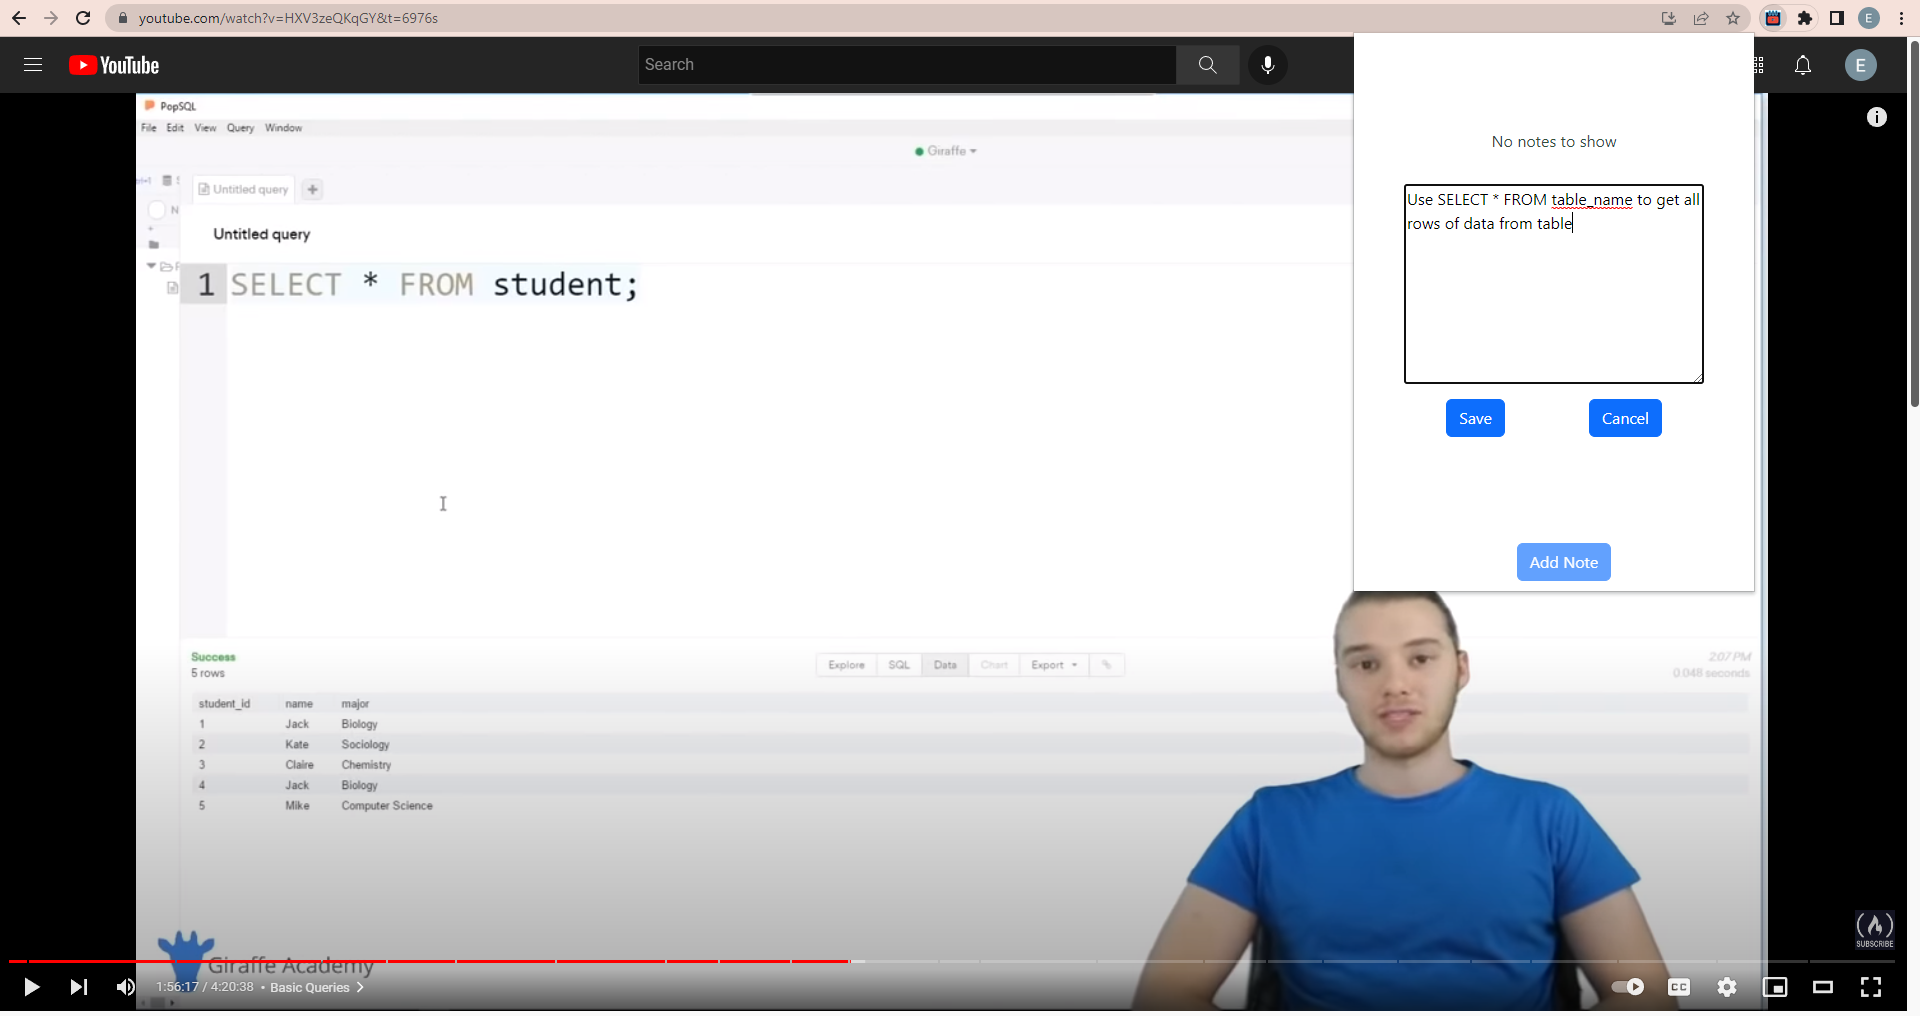 youtube.com/watch?v=HXV3zeQKqGY&t=6976s
E
YouTube
Search
E
PopSQL
File Edit View Query Window
Giraffe
Untitled query +
Untitled query
1 SELECT * FROM student;
No notes to show
Use SELECT * FROM table_name to get all
rows of data from table
Save Cancel
Add Note
Success
5 rows
Explore SQL Data Chart Export
2:07 PM
0.048 seconds
student_id name major
1 Jack Biology
2 Kate Sociology
3 Claire Chemistry
4 Jack Biology
5 Mike Computer Science
Giraffe Academy
SUBSCRIBE
1:56:17 / 4:20:38 • Basic Queries
CC